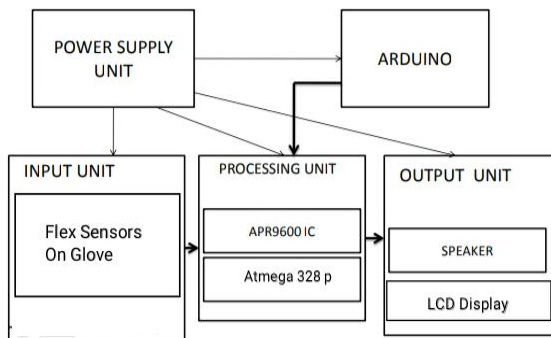 POWER SUPPLY
UNIT
ARDUINO
INPUT UNIT
Flex Sensors
On Glove
PROCESSING UNIT
APR9600 IC
Atmega 328 p
OUTPUT UNIT
SPEAKER
LCD Display